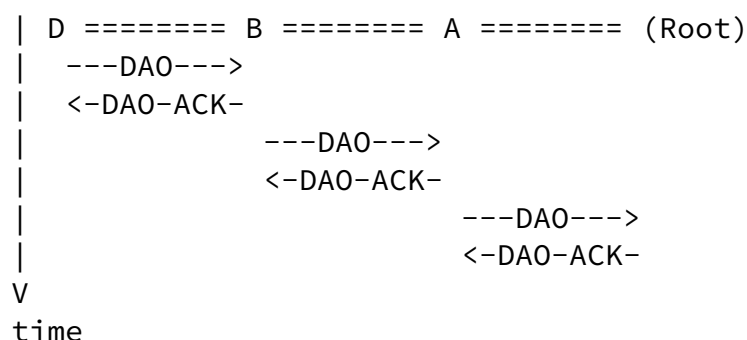 | D ======== B ======== A ======== (Root)
|   ---DAO--->
|   <-DAO-ACK-
|             ---DAO--->
|             <-DAO-ACK-
|                       ---DAO--->
|                       <-DAO-ACK-
V
time